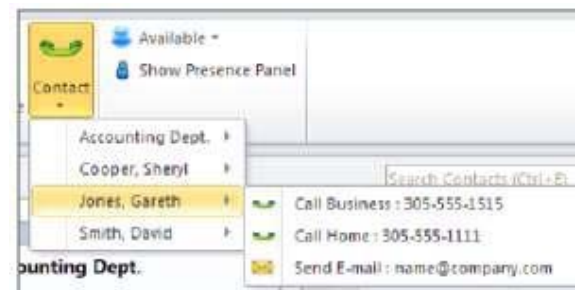 Available
Show Presence Panel
Contact
Accounting Dept.
Cooper, Sheryl
Search Contacts (Ctrl+E)
Jones, Gareth
Call Business : 305-555-1515
Smith, David
Call Home : 305-555-1111
ounting Dept.
Send E-mail : name@company.com